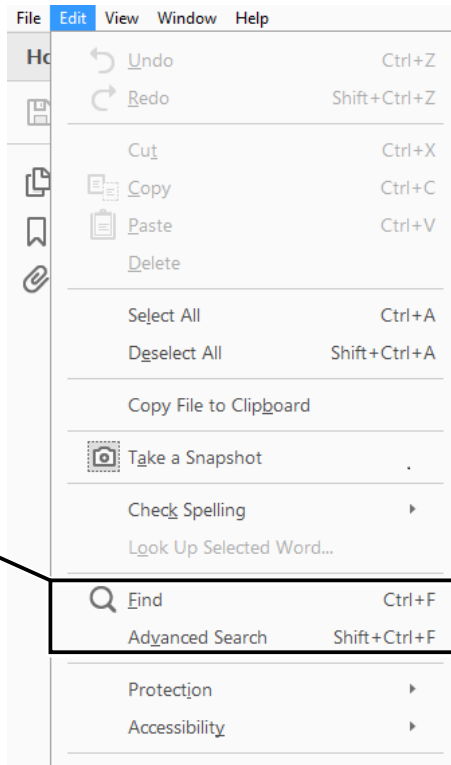 File Edit View Window Help
Ho
Undo Ctrl+Z
Redo Shift+Ctrl+Z
Cut Ctrl+X
Copy Ctrl+C
Paste Ctrl+V
Delete
Select All Ctrl+A
Deselect All Shift+Ctrl+A
Copy File to Clipboard
Take a Snapshot
Check Spelling
Look Up Selected Word...
Find Ctrl+F
Advanced Search Shift+Ctrl+F
Protection
Accessibility